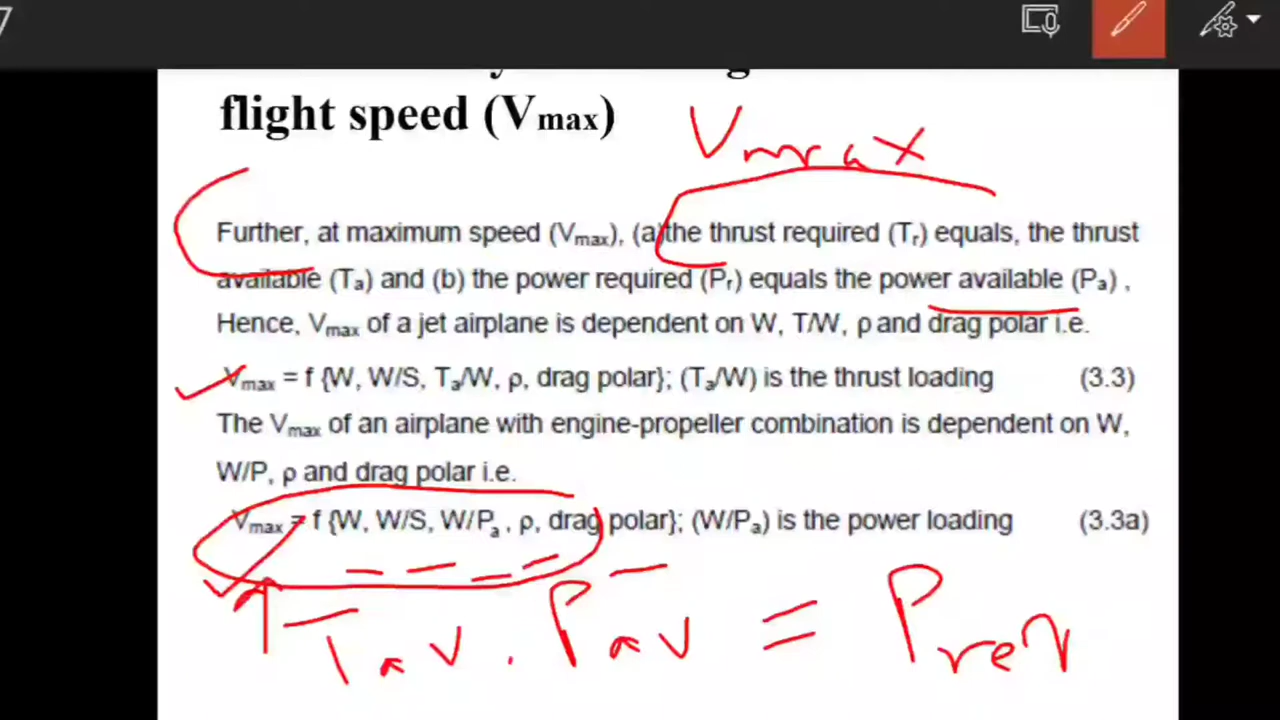 flight speed (Vmax)
Vmax
Further, at maximum speed (Vmax), (a)the thrust required (Tr) equals, the thrust
available (Ta) and (b) the power required (Pr) equals the power available (Pa) ,
Hence, Vmax of a jet airplane is dependent on W, T/W, ρ and drag polar i.e.
Vmax = f {W, W/S, Ta/W, ρ, drag polar}; (Ta/W) is the thrust loading (3.3)
The Vmax of an airplane with engine-propeller combination is dependent on W,
W/P, ρ and drag polar i.e.
Vmax = f {W, W/S, W/Pa , ρ, drag polar}; (W/Pa) is the power loading (3.3a)
Tav . Pav = Prer